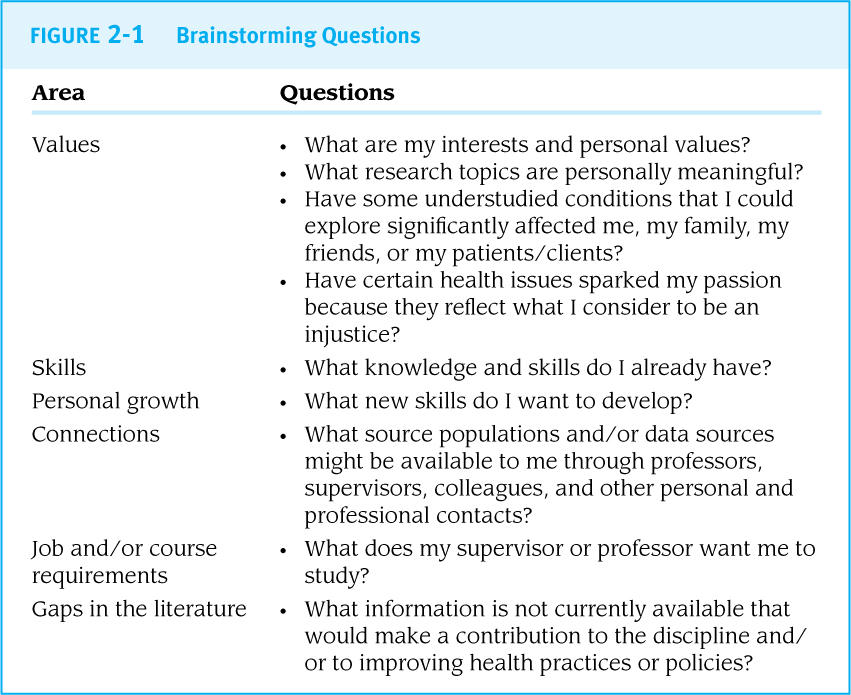 FIGURE 2-1 Brainstorming Questions
Area Questions
Values • What are my interests and personal values?
• What research topics are personally meaningful?
• Have some understudied conditions that I could
explore significantly affected me, my family, my
friends, or my patients/clients?
• Have certain health issues sparked my passion
because they reflect what I consider to be an
injustice?
Skills • What knowledge and skills do I already have?
Personal growth • What new skills do I want to develop?
Connections • What source populations and/or data sources
might be available to me through professors,
supervisors, colleagues, and other personal and
professional contacts?
Job and/or course • What does my supervisor or professor want me to
requirements study?
Gaps in the literature • What information is not currently available that
would make a contribution to the discipline and/
or to improving health practices or policies?